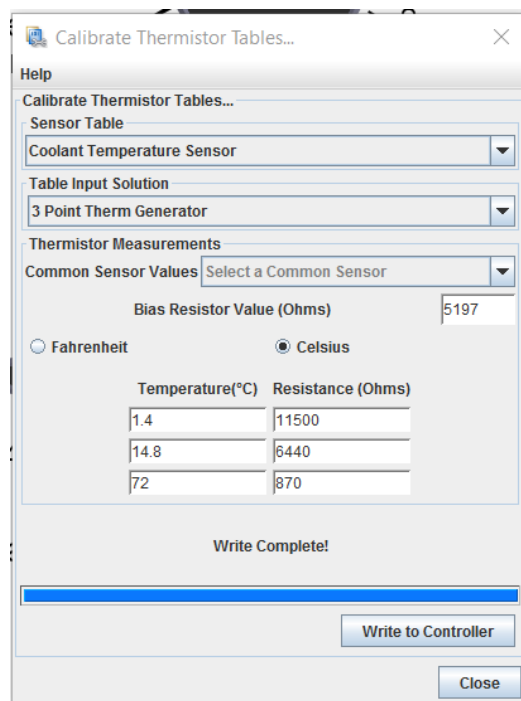 Calibrate Thermistor Tables...
Help
Calibrate Thermistor Tables...
Sensor Table
Coolant Temperature Sensor
Table Input Solution
3 Point Therm Generator
Thermistor Measurements
Common Sensor Values Select a Common Sensor
Bias Resistor Value (Ohms) 5197
Fahrenheit Celsius
Temperature(°C) Resistance (Ohms)
1.4 11500
14.8 6440
72 870
Write Complete!
Write to Controller
Close